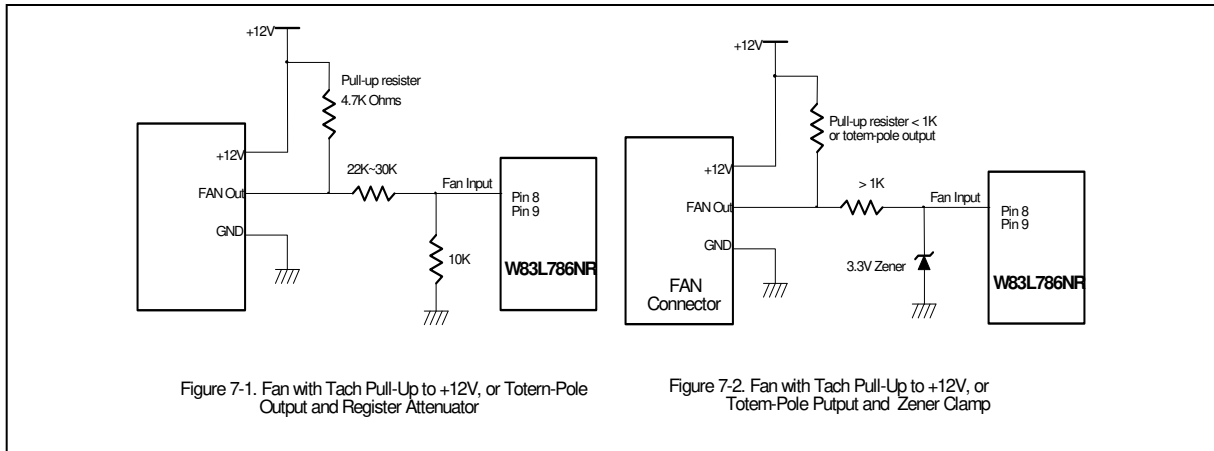 +12V
Pull-up resister
4.7K Ohms
+12V
FAN Out
GND
22K~30K
Fan Input
10K
Pin 8
Pin 9
W83L786NR
Figure 7-1. Fan with Tach Pull-Up to +12V, or Totern-Pole
Output and Register Attenuator
+12V
Pull-up resister < 1K
or totem-pole output
+12V
FAN Out
GND
FAN
Connector
> 1K
Fan Input
3.3V Zener
Pin 8
Pin 9
W83L786NR
Figure 7-2. Fan with Tach Pull-Up to +12V, or
Totem-Pole Putput and Zener Clamp